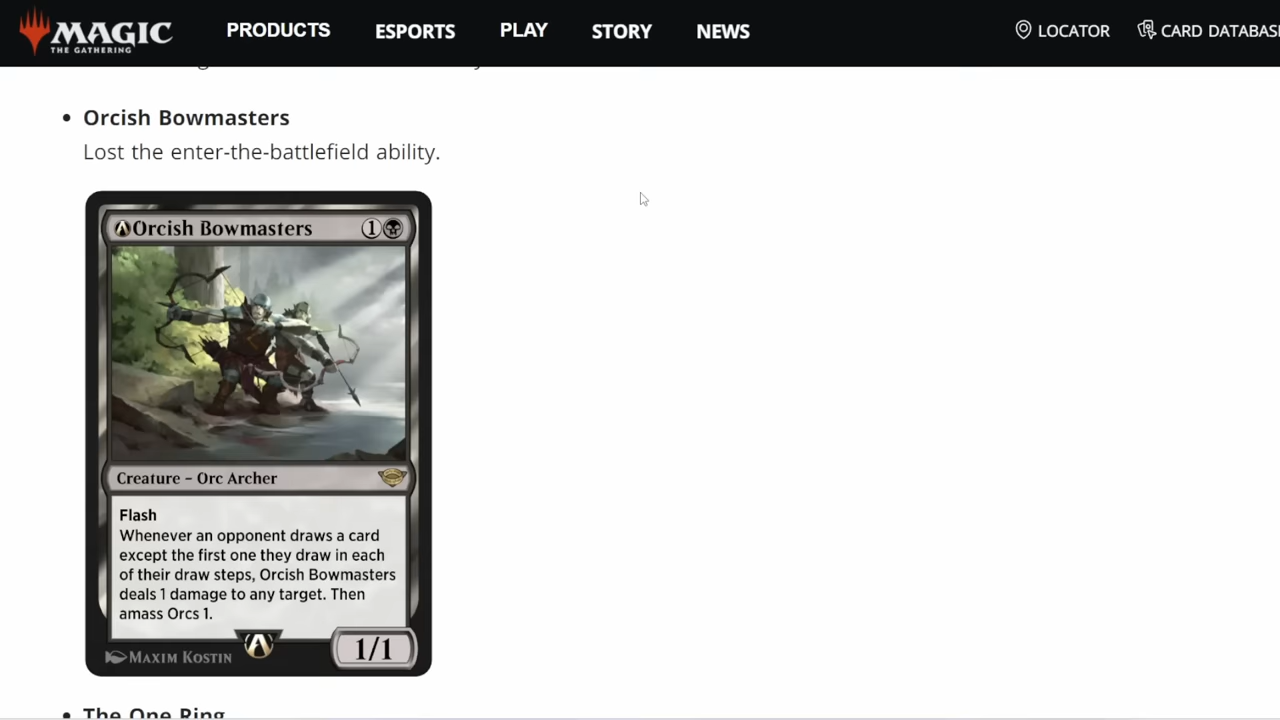 MAGIC
THE GATHERING
PRODUCTS
ESPORTS
PLAY
STORY
NEWS
LOCATOR
CARD DATABAS
• Orcish Bowmasters
Lost the enter-the-battlefield ability.
Orcish Bowmasters 1
Creature – Orc Archer
Flash
Whenever an opponent draws a card
except the first one they draw in each
of their draw steps, Orcish Bowmasters
deals 1 damage to any target. Then
amass Orcs 1.
1/1
MAXIM KOSTIN
• The One Ring